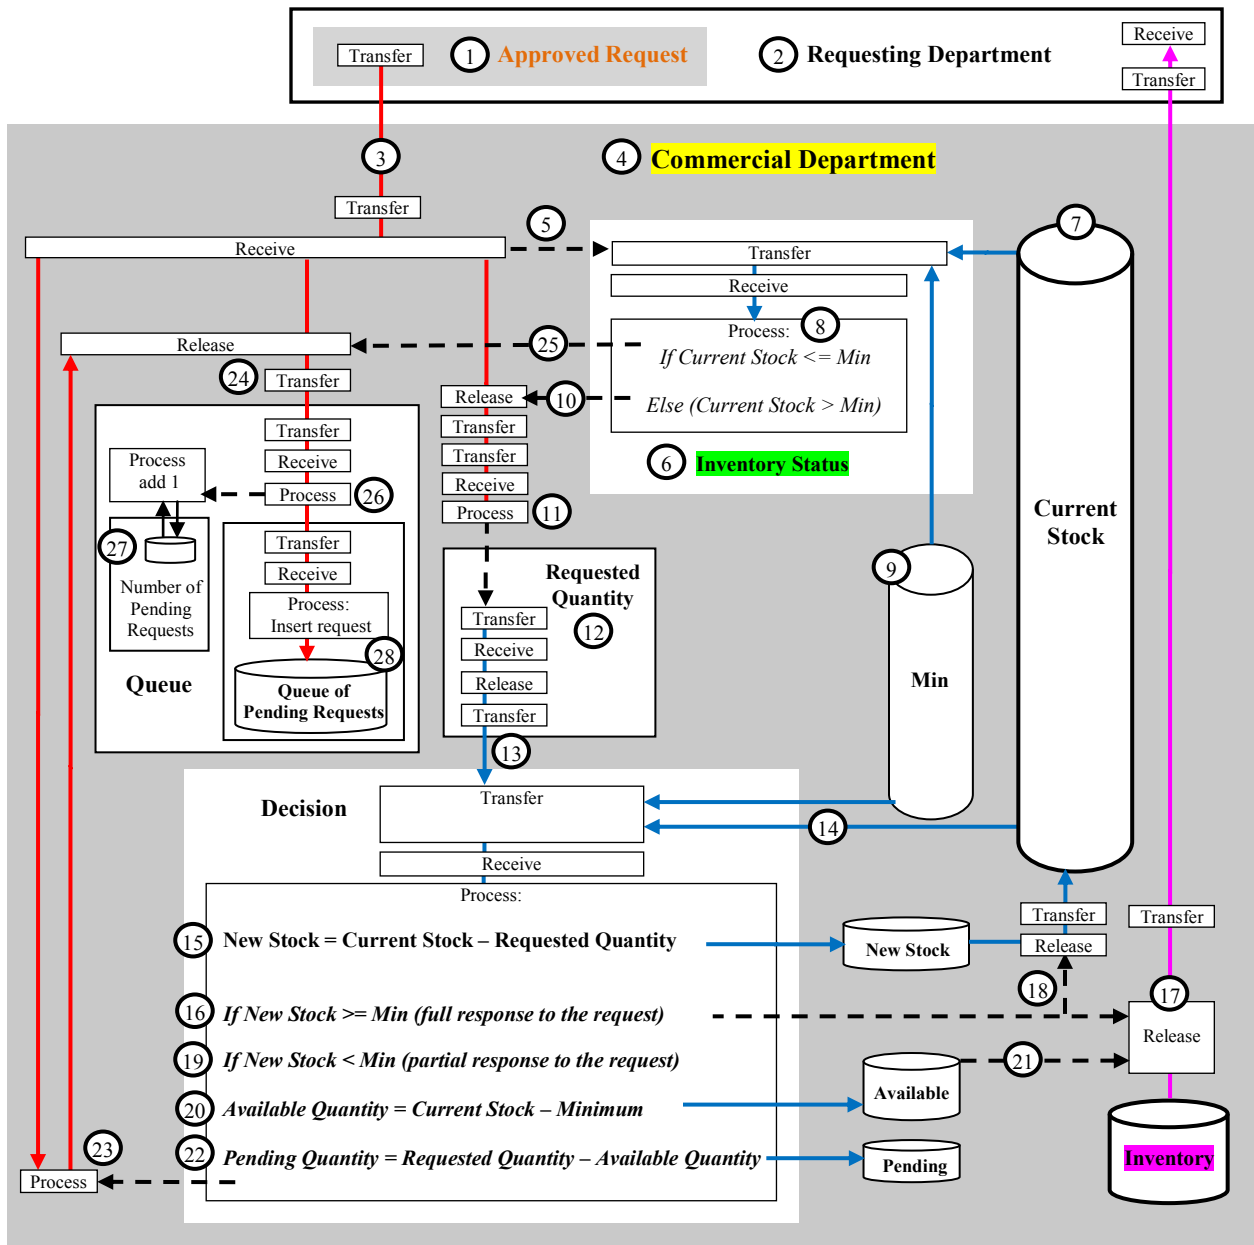 Transfer
1
Approved Request
2
Requesting Department
Receive
Transfer
3
4
Commercial Department
Transfer
5
Receive
7
Transfer
Receive
Process:
8
If Current Stock <= Min
Else (Current Stock > Min)
6
Inventory Status
25
Release
24
Transfer
10
Release
Transfer
Transfer
Receive
Process
11
Transfer
Receive
Process
26
Process
add 1
27
Number of
Pending
Requests
Transfer
Receive
Process:
Insert request
28
Queue of
Pending Requests
Queue
Requested
Quantity
12
Transfer
Receive
Release
Transfer
13
9
Min
Current
Stock
Decision
Transfer
14
Receive
Process:
15
New Stock = Current Stock – Requested Quantity
New Stock
Transfer
Release
Transfer
18
17
16
If New Stock >= Min (full response to the request)
Release
19
If New Stock < Min (partial response to the request)
21
20
Available Quantity = Current Stock – Minimum
Available
22
Pending Quantity = Requested Quantity – Available Quantity
Pending
23
Process
Inventory